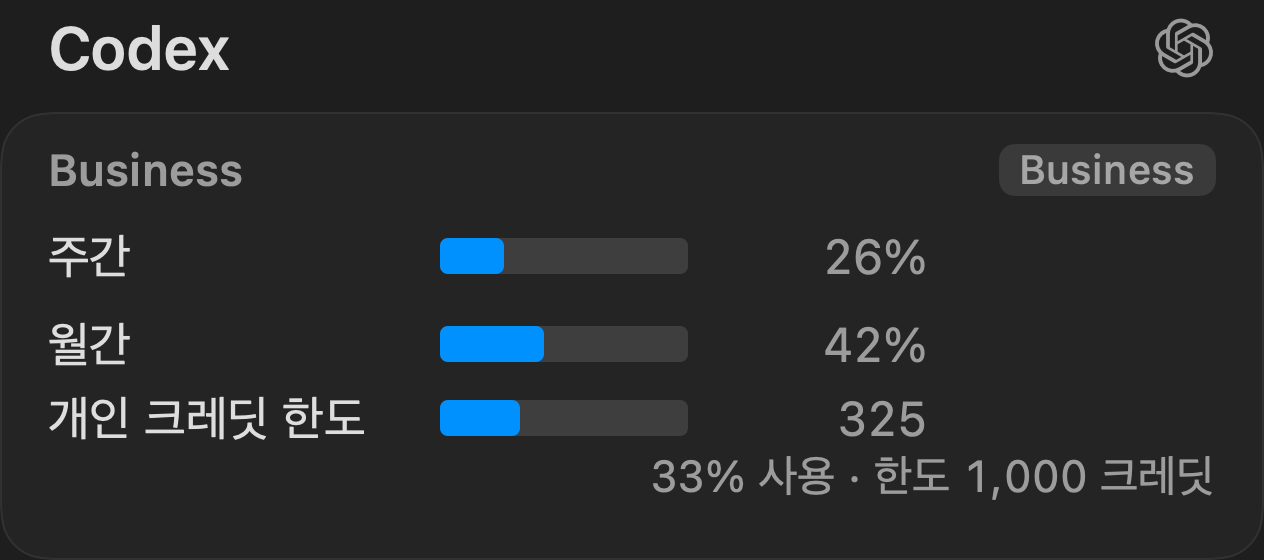 Codex
Business Business
주간 26%
월간 42%
개인 크레딧 한도 325
33% 사용 · 한도 1,000 크레딧